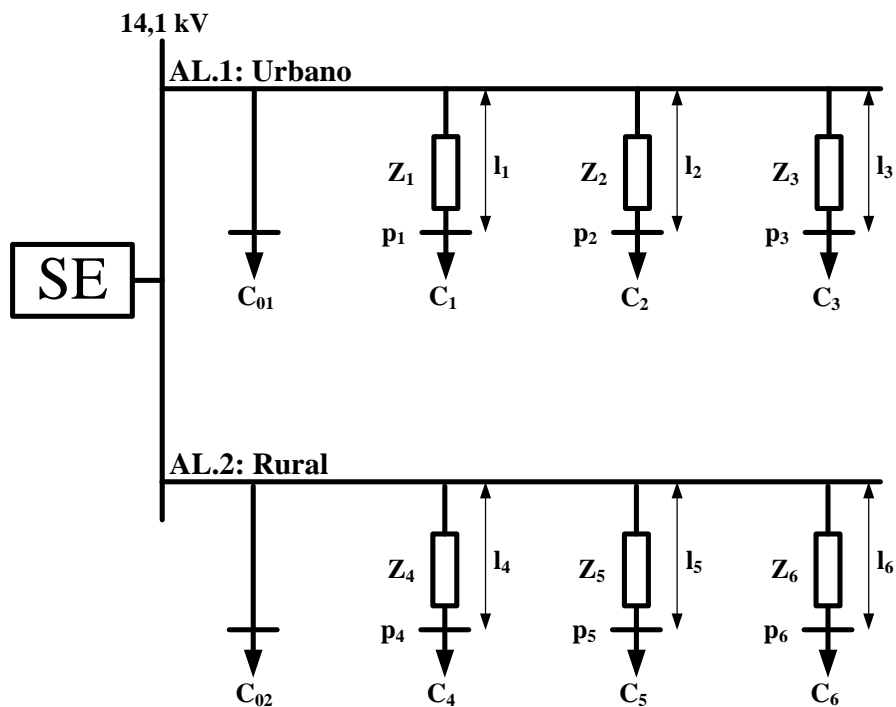 14,1 kV
AL.1: Urbano
Z₁ l₁ Z₂ l₂ Z₃ l₃
p₁ p₂ p₃
SE
C₀₁ C₁ C₂ C₃
AL.2: Rural
Z₄ l₄ Z₅ l₅ Z₆ l₆
p₄ p₅ p₆
C₀₂ C₄ C₅ C₆